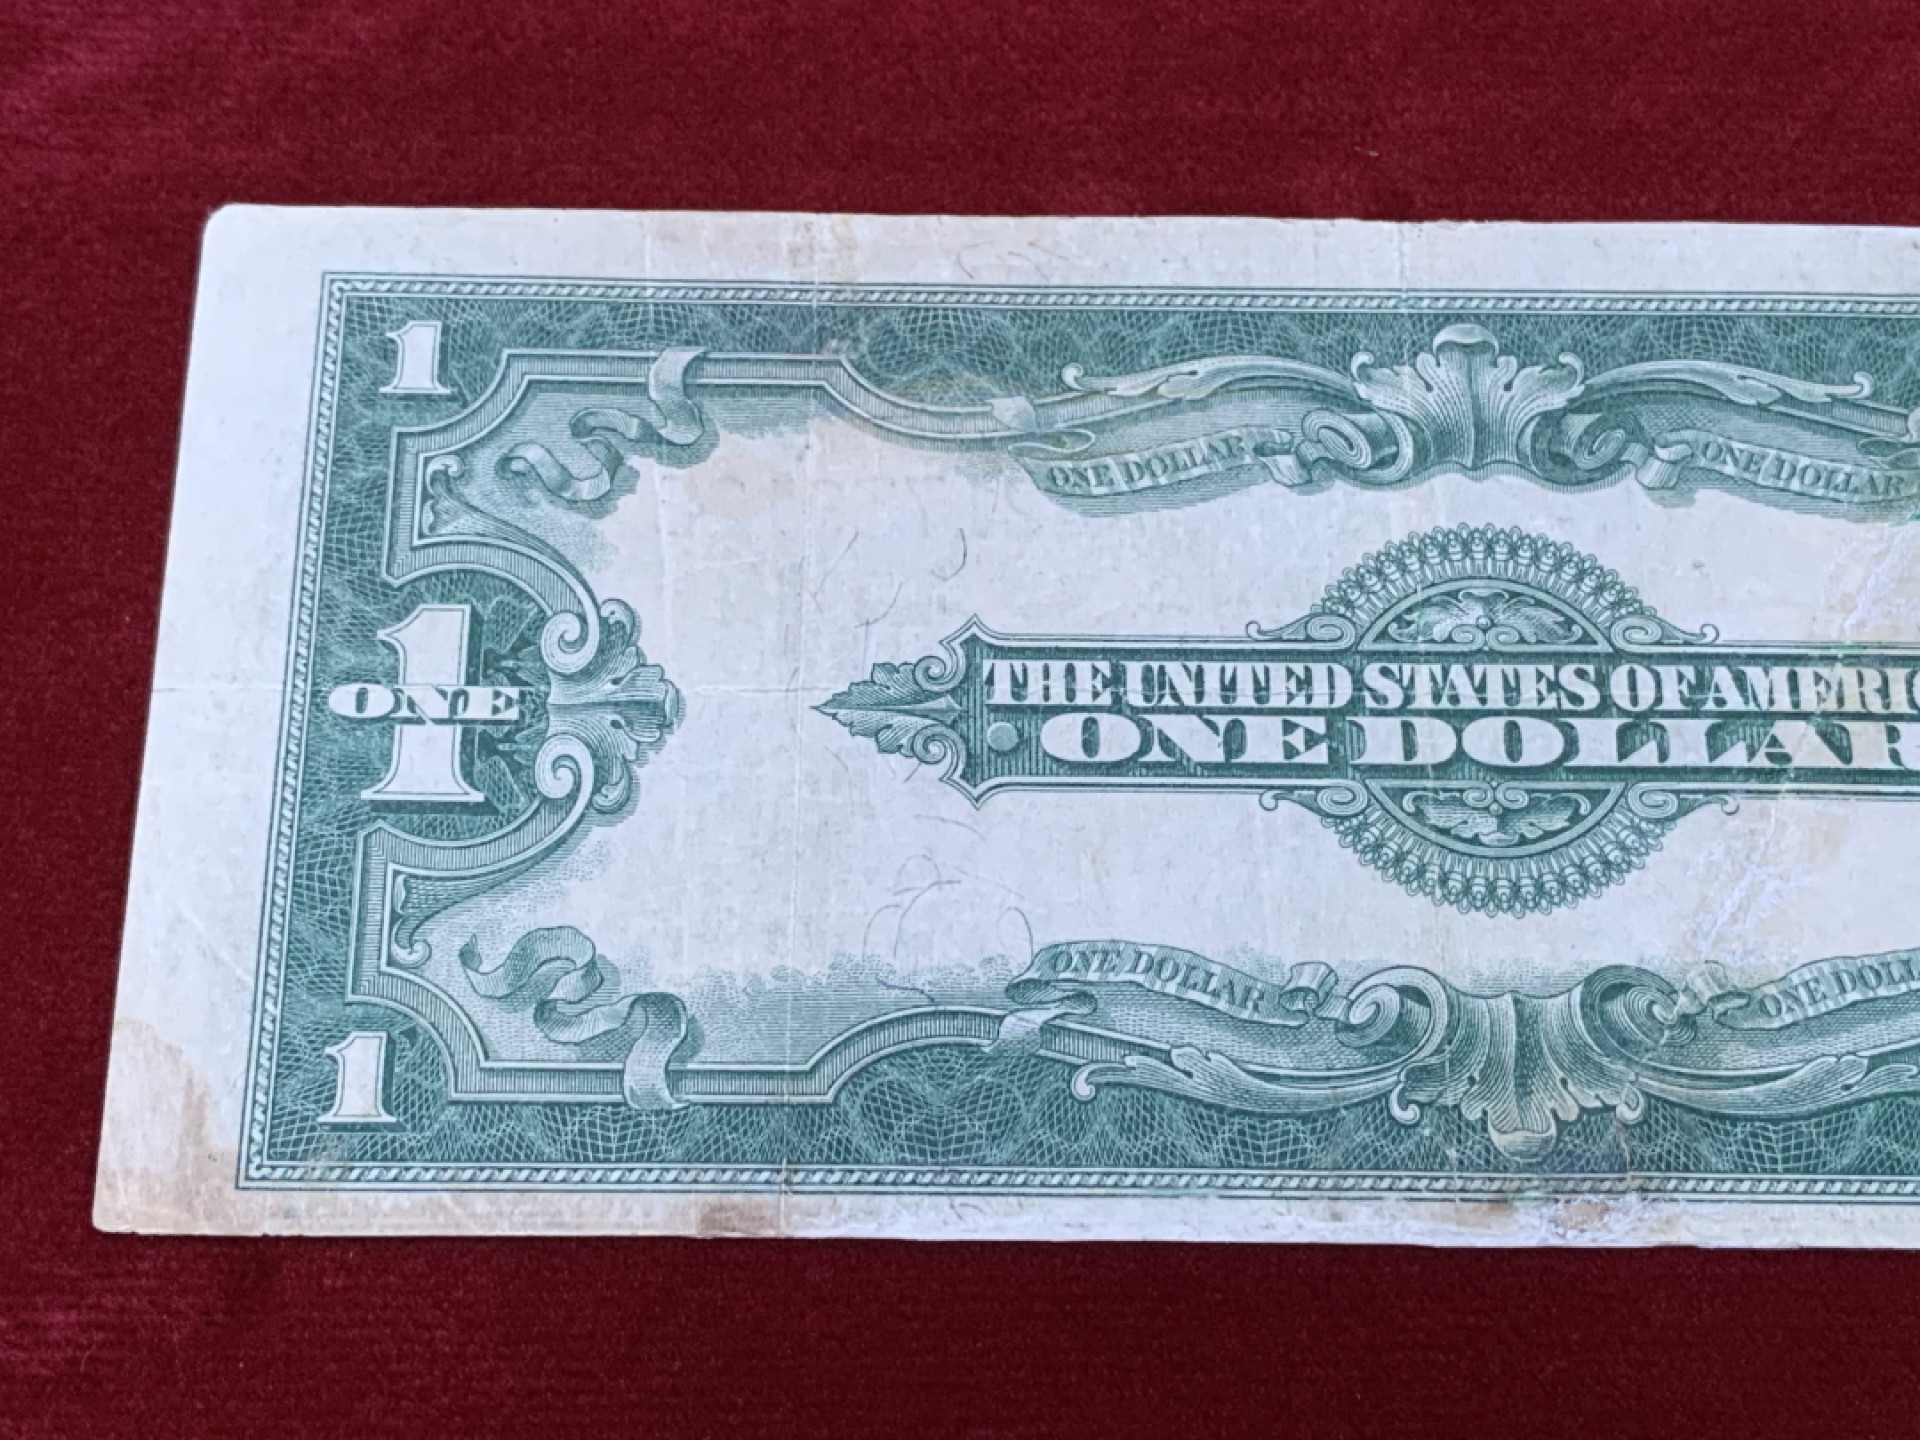 1
ONE DOLLAR ONE DOLLAR
1
ONE
THE UNITED STATES OF AMERIC
ONE DOLLAR
ONE DOLLAR ONE DOLL
1